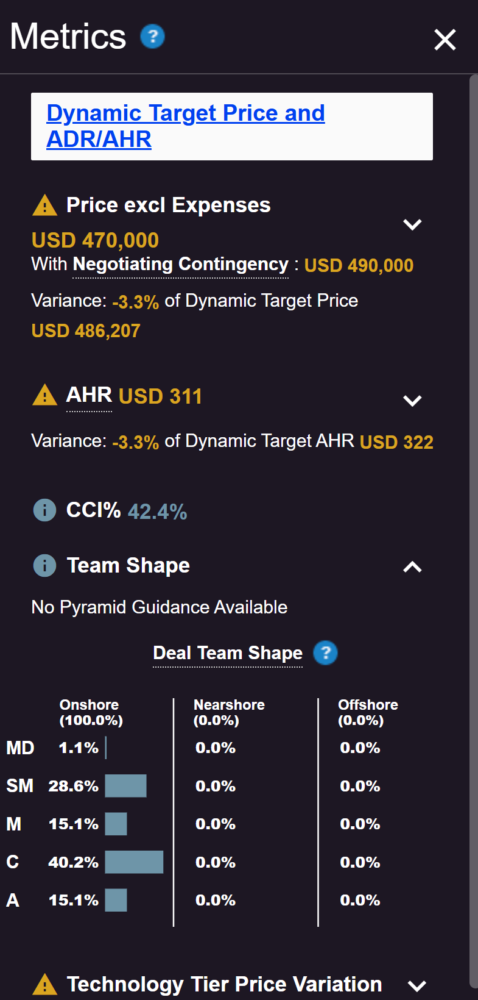 Metrics
Dynamic Target Price and
ADR/AHR
Price excl Expenses
USD 470,000
With Negotiating Contingency : USD 490,000
Variance: -3.3% of Dynamic Target Price
USD 486,207
AHR USD 311
Variance: -3.3% of Dynamic Target AHR USD 322
CCI% 42.4%
Team Shape
No Pyramid Guidance Available
Deal Team Shape
Onshore Nearshore Offshore
(100.0%) (0.0%) (0.0%)
MD 1.1% 0.0% 0.0%
SM 28.6% 0.0% 0.0%
M 15.1% 0.0% 0.0%
C 40.2% 0.0% 0.0%
A 15.1% 0.0% 0.0%
Technology Tier Price Variation